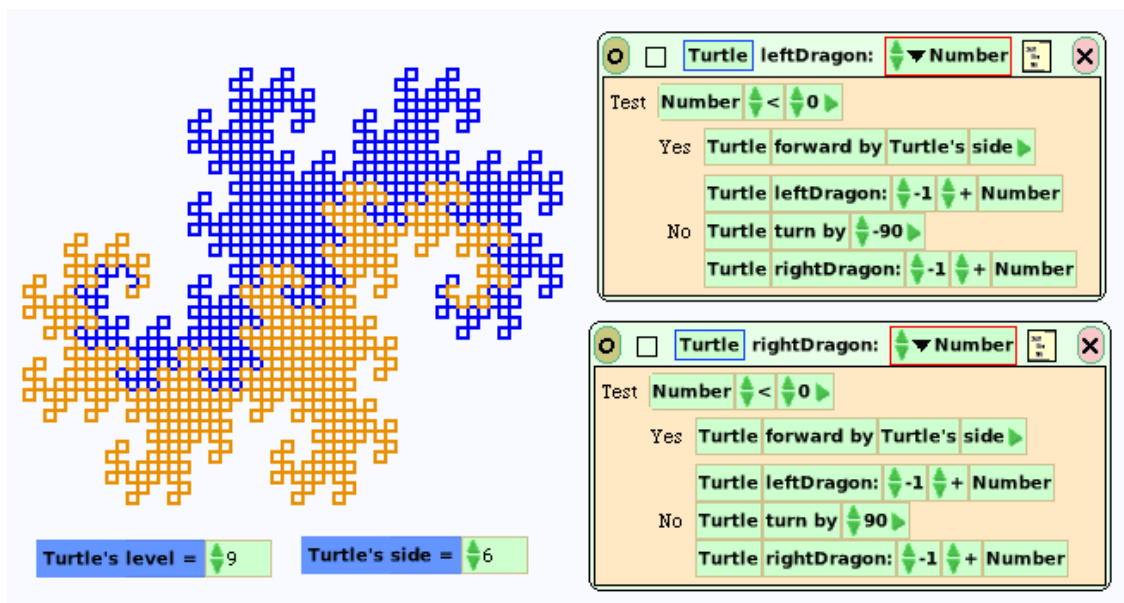 Turtle leftDragon: Number
Test Number < 0
Yes Turtle forward by Turtle's side
Turtle leftDragon: -1 + Number
No Turtle turn by -90
Turtle rightDragon: -1 + Number
Turtle rightDragon: Number
Test Number < 0
Yes Turtle forward by Turtle's side
Turtle leftDragon: -1 + Number
No Turtle turn by 90
Turtle rightDragon: -1 + Number
Turtle's level = 9
Turtle's side = 6